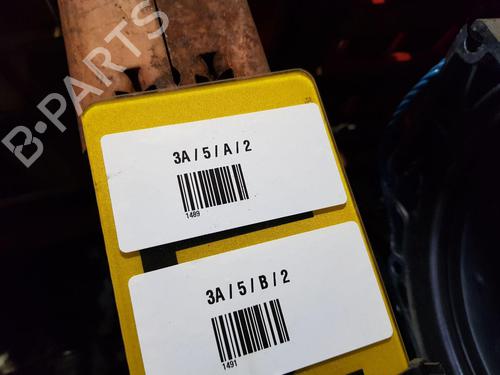 B·PARTS
3A / 5 / A / 2
1489
3A / 5 / B / 2
1491